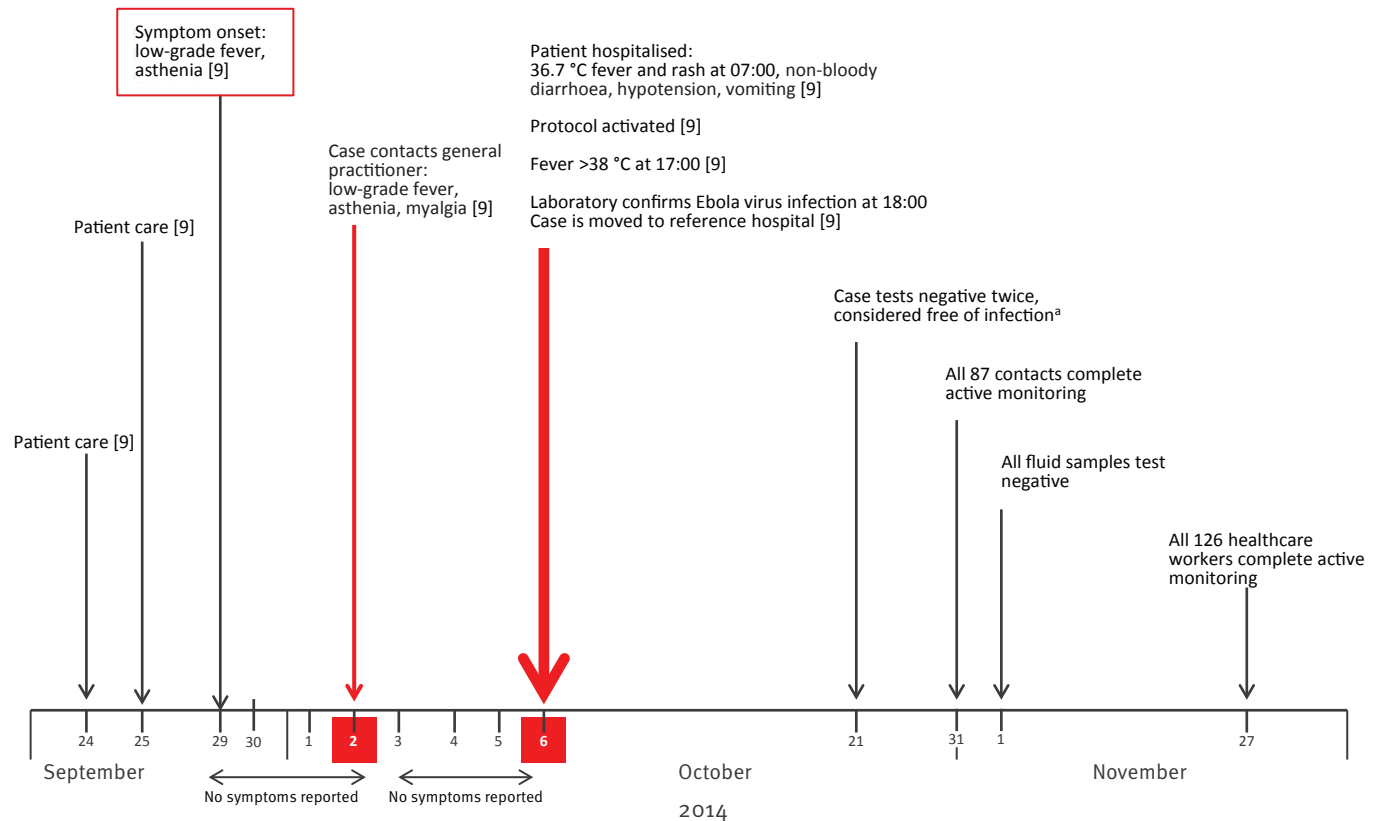 Symptom onset:
low-grade fever,
asthenia [9]
Patient hospitalised:
36.7 °C fever and rash at 07:00, non-bloody
diarrhoea, hypotension, vomiting [9]
Protocol activated [9]
Fever >38 °C at 17:00 [9]
Laboratory confirms Ebola virus infection at 18:00
Case is moved to reference hospital [9]
Case contacts general
practitioner:
low-grade fever,
asthenia, myalgia [9]
Patient care [9]
Case tests negative twice,
considered free of infectionᵃ
All 87 contacts complete
active monitoring
Patient care [9]
All fluid samples test
negative
All 126 healthcare
workers complete active
monitoring
24 25 29 30 1 2 3 4 5 6 21 31 1 27
September October November
No symptoms reported No symptoms reported
2014